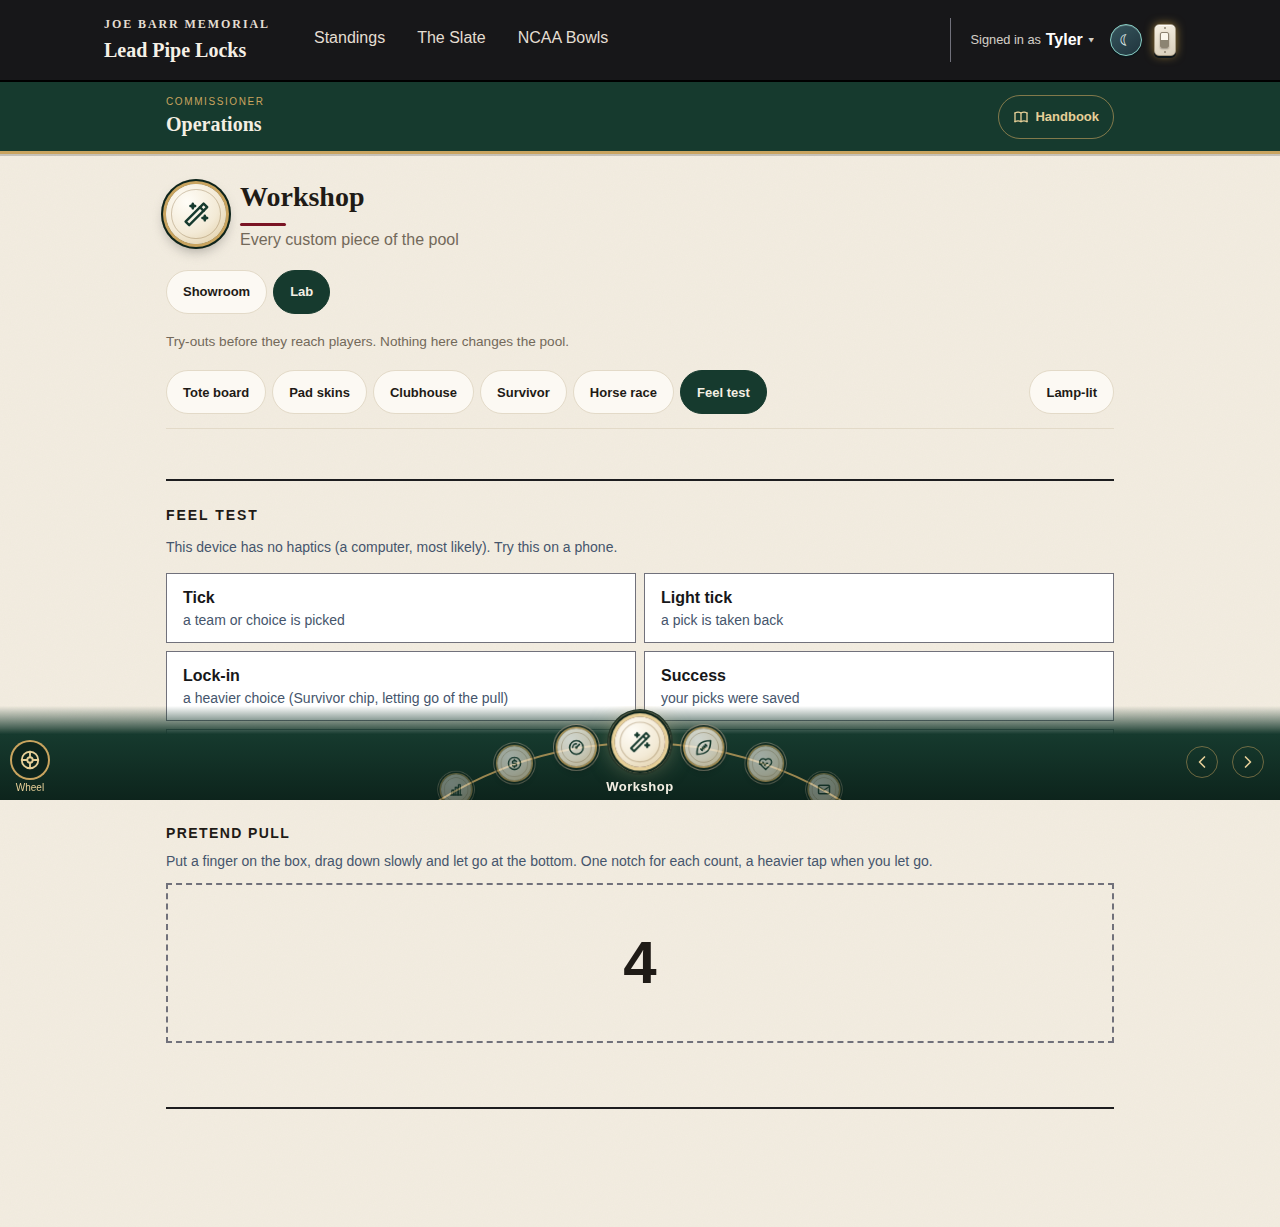 JOE BARR MEMORIAL
Lead Pipe Locks
Standings
The Slate
NCAA Bowls
Signed in as Tyler
COMMISSIONER
Operations
Handbook
Workshop
Every custom piece of the pool
Showroom
Lab
Try-outs before they reach players. Nothing here changes the pool.
Tote board
Pad skins
Clubhouse
Survivor
Horse race
Feel test
Lamp-lit
FEEL TEST
This device has no haptics (a computer, most likely). Try this on a phone.
Tick
a team or choice is picked
Light tick
a pick is taken back
Lock-in
a heavier choice (Survivor chip, letting go of the pull)
Success
your picks were saved
Wheel
Workshop
PRETEND PULL
Put a finger on the box, drag down slowly and let go at the bottom. One notch for each count, a heavier tap when you let go.
4